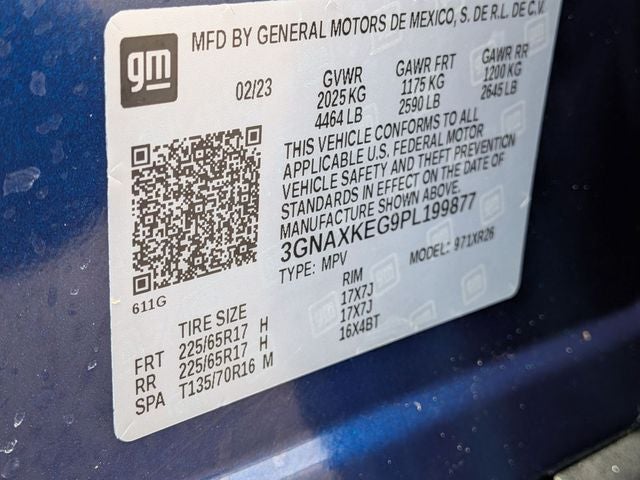 gm
MFD BY GENERAL MOTORS DE MEXICO, S. DE R.L. DE C.V.
02/23
GVWR GAWR FRT GAWR RR
2025 KG 1175 KG 1200 KG
4464 LB 2590 LB 2645 LB
THIS VEHICLE CONFORMS TO ALL
APPLICABLE U.S. FEDERAL MOTOR
VEHICLE SAFETY AND THEFT PREVENTION
STANDARDS IN EFFECT ON THE DATE OF
MANUFACTURE SHOWN ABOVE.
3GNAXKEG9PL199877
TYPE: MPV MODEL: 971XR26
611G
TIRE SIZE RIM
FRT 225/65R17 H 17X7J
RR 225/65R17 H 17X7J
SPA T135/70R16 M 16X4BT